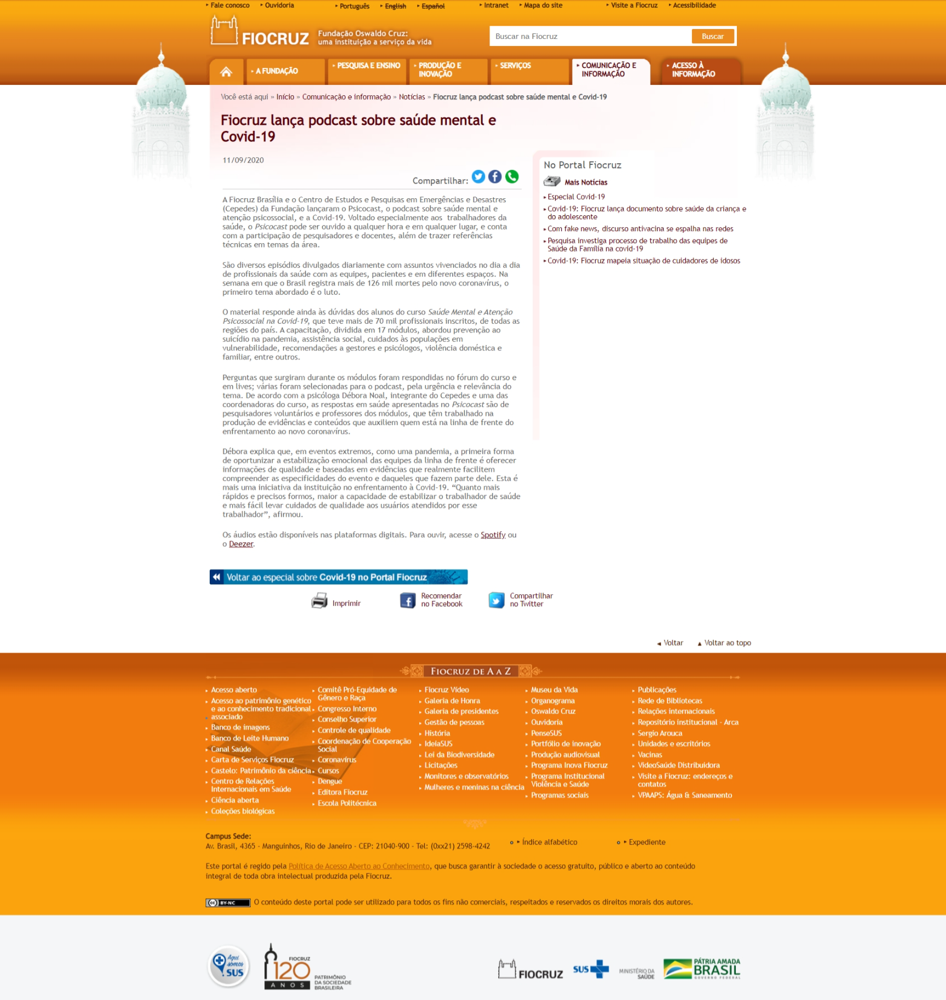 Fale conosco
Ouvidoria
Português
English
Español
Intranet
Mapa do site
Visite a Fiocruz
Acessibilidade
FIOCRUZ
Fundação Oswaldo Cruz:
uma instituição a serviço da vida
Buscar na Fiocruz
Buscar
A FUNDAÇÃO
PESQUISA E ENSINO
PRODUÇÃO E
INOVAÇÃO
SERVIÇOS
COMUNICAÇÃO E
INFORMAÇÃO
ACESSO À
INFORMAÇÃO
Você está aqui » Início » Comunicação e informação » Notícias » Fiocruz lança podcast sobre saúde mental e Covid-19
Fiocruz lança podcast sobre saúde mental e
Covid-19
11/09/2020
Compartilhar:
A Fiocruz Brasília e o Centro de Estudos e Pesquisas em Emergências e Desastres
(Cepedes) da Fundação lançaram o Psicocast, o podcast sobre saúde mental e
atenção psicossocial, e a Covid-19. Voltado especialmente aos  trabalhadores da
saúde, o Psicocast pode ser ouvido a qualquer hora e em qualquer lugar, e conta
com a participação de pesquisadores e docentes, além de trazer referências
técnicas em temas da área.
São diversos episódios divulgados diariamente com assuntos vivenciados no dia a dia
de profissionais da saúde com as equipes, pacientes e em diferentes espaços. Na
semana em que o Brasil registra mais de 126 mil mortes pelo novo coronavírus, o
primeiro tema abordado é o luto.
O material responde ainda às dúvidas dos alunos do curso Saúde Mental e Atenção
Psicossocial na Covid-19, que teve mais de 70 mil profissionais inscritos, de todas as
regiões do país. A capacitação, dividida em 17 módulos, abordou prevenção ao
suicídio na pandemia, assistência social, cuidados às populações em
vulnerabilidade, recomendações a gestores e psicólogos, violência doméstica e
familiar, entre outros.
Perguntas que surgiram durante os módulos foram respondidas no fórum do curso e
em lives; várias foram selecionadas para o podcast, pela urgência e relevância do
tema. De acordo com a psicóloga Débora Noal, integrante do Cepedes e uma das
coordenadoras do curso, as respostas em saúde apresentadas no Psicocast são de
pesquisadores voluntários e professores dos módulos, que têm trabalhado na
produção de evidências e conteúdos que auxiliem quem está na linha de frente do
enfrentamento ao novo coronavírus.
Débora explica que, em eventos extremos, como uma pandemia, a primeira forma
de oportunizar a estabilização emocional das equipes da linha de frente é oferecer
informações de qualidade e baseadas em evidências que realmente facilitem
compreender as especificidades do evento e daqueles que fazem parte dele. Esta é
mais uma iniciativa da instituição no enfrentamento à Covid-19. “Quanto mais
rápidos e precisos formos, maior a capacidade de estabilizar o trabalhador de saúde
e mais fácil levar cuidados de qualidade aos usuários atendidos por esse
trabalhador”, afirmou.
Os áudios estão disponíveis nas plataformas digitais. Para ouvir, acesse o Spotify ou
o Deezer.
No Portal Fiocruz
Mais Notícias
Especial Covid-19
Covid-19: Fiocruz lança documento sobre saúde da criança e
do adolescente
Com fake news, discurso antivacina se espalha nas redes
Pesquisa investiga processo de trabalho das equipes de
Saúde da Família na covid-19
Covid-19: Fiocruz mapeia situação de cuidadores de idosos
Voltar ao especial sobre Covid-19 no Portal Fiocruz
Imprimir
Recomendar
no Facebook
Compartilhar
no Twitter
Voltar
Voltar ao topo
FIOCRUZ DE A A Z
Acesso aberto
Acesso ao patrimônio genético
e ao conhecimento tradicional
associado
Banco de imagens
Banco de Leite Humano
Canal Saúde
Carta de Serviços Fiocruz
Castelo: Patrimônio da ciência
Centro de Relações
Internacionais em Saúde
Ciência aberta
Coleções biológicas
Comitê Pró-Equidade de
Gênero e Raça
Congresso Interno
Conselho Superior
Controle de qualidade
Coordenação de Cooperação
Social
Coronavírus
Cursos
Dengue
Editora Fiocruz
Escola Politécnica
Fiocruz Vídeo
Galeria de Honra
Galeria de presidentes
Gestão de pessoas
História
IdeiaSUS
Lei da Biodiversidade
Licitações
Monitores e observatórios
Mulheres e meninas na ciência
Museu da Vida
Organograma
Oswaldo Cruz
Ouvidoria
PenseSUS
Portfólio de inovação
Produção audiovisual
Programa Inova Fiocruz
Programa Institucional
Violência e Saúde
Programas sociais
Publicações
Rede de Bibliotecas
Relações internacionais
Repositório institucional - Arca
Sergio Arouca
Unidades e escritórios
Vacinas
VideoSaúde Distribuidora
Visite a Fiocruz: endereços e
contatos
VPAAPS: Água & Saneamento
Campus Sede:
Av. Brasil, 4365 - Manguinhos, Rio de Janeiro - CEP: 21040-900 - Tel: (0xx21) 2598-4242
Índice alfabético
Expediente
Este portal é regido pela Política de Acesso Aberto ao Conhecimento, que busca garantir à sociedade o acesso gratuito, público e aberto ao conteúdo
integral de toda obra intelectual produzida pela Fiocruz.
cc BY-NC
O conteúdo deste portal pode ser utilizado para todos os fins não comerciais, respeitados e reservados os direitos morais dos autores.
Aqui
somos
SUS
FIOCRUZ
120
ANOS
PATRIMÔNIO
DA SOCIEDADE
BRASILEIRA
FIOCRUZ
SUS
MINISTÉRIO DA
SAÚDE
PÁTRIA AMADA
BRASIL
GOVERNO FEDERAL